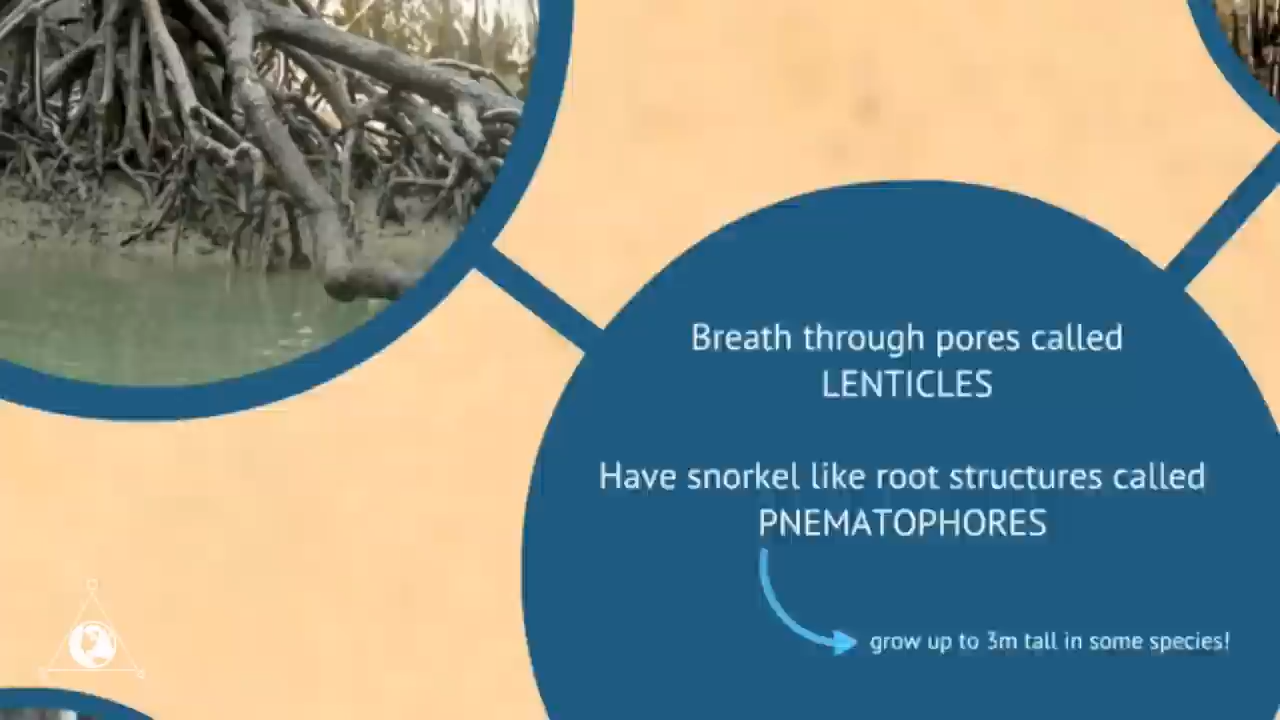 Breath through pores called
LENTICLES
Have snorkel like root structures called
PNEMATOPHORES
grow up to 3m tall in some species!